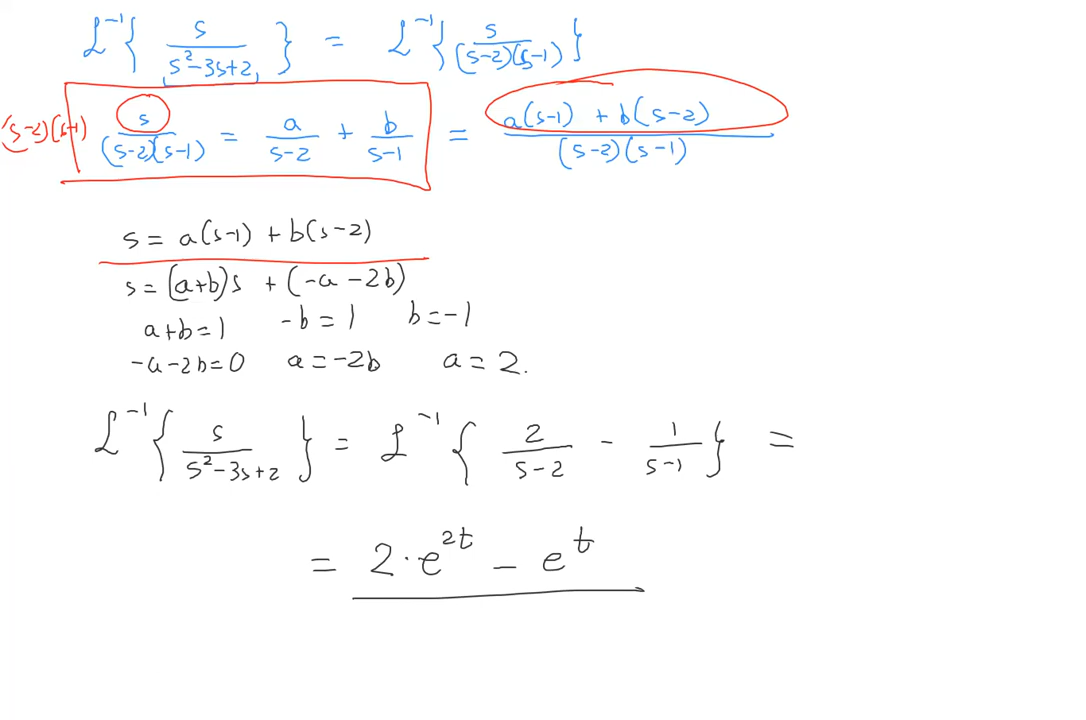 ℒ⁻¹{ s/(s²-3s+2) } = ℒ⁻¹{ s/((s-2)(s-1)) }
(s-2)(s-1) s/((s-2)(s-1)) = a/(s-2) + b/(s-1) = (a(s-1) + b(s-2))/((s-2)(s-1))
s = a(s-1) + b(s-2)
s = (a+b)s + (-a-2b)
a+b=1 -b=1 b=-1
-a-2b=0 a=-2b a=2.
ℒ⁻¹{ s/(s²-3s+2) } = ℒ⁻¹{ 2/(s-2) - 1/(s-1) } =
= 2·e^{2t} - e^{t}